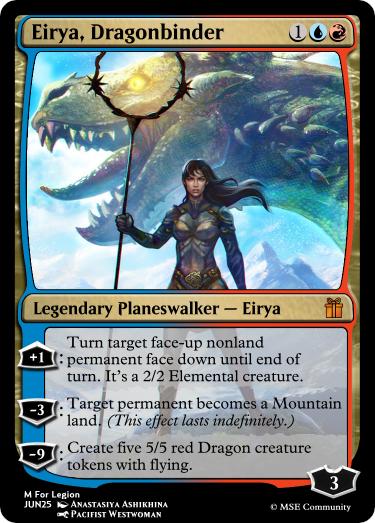 Eirya, Dragonbinder 1
Legendary Planeswalker — Eirya
+1: Turn target face-up nonland
permanent face down until end of
turn. It's a 2/2 Elemental creature.
-3: Target permanent becomes a Mountain
land. (This effect lasts indefinitely.)
-9: Create five 5/5 red Dragon creature
tokens with flying.
3
M For Legion
JUN25 Anastasiya Ashikhina
Pacifist Westwoman
© MSE Community